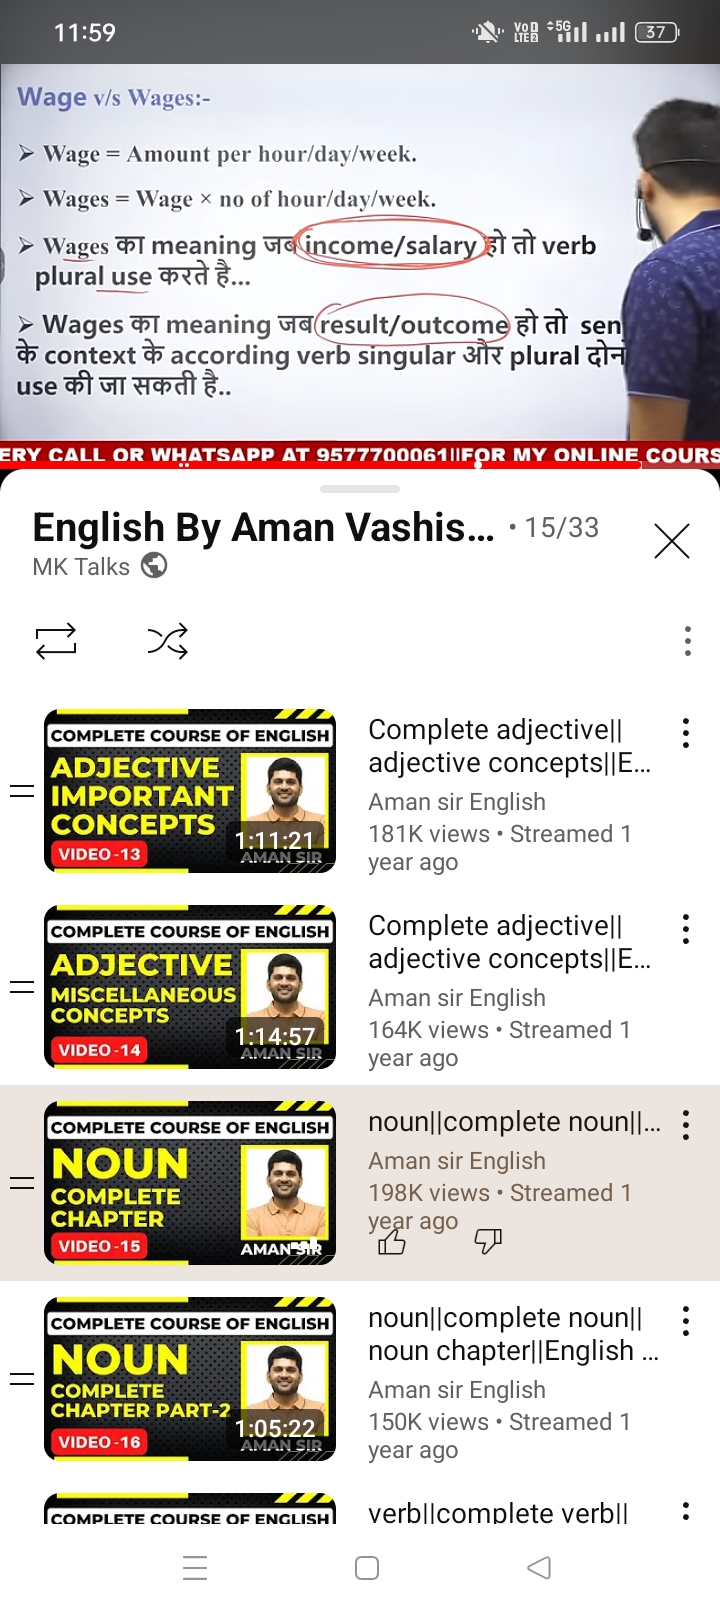 11:59
VoD LTE2 5G 37
Wage v/s Wages:-
➢ Wage = Amount per hour/day/week.
➢ Wages = Wage × no of hour/day/week.
➢ Wages का meaning जब income/salary हो तो verb
plural use करते है...
➢ Wages का meaning जब result/outcome हो तो sen
के context के according verb singular और plural दोन
use की जा सकती है..
ERY CALL OR WHATSAPP AT 9577700061||FOR MY ONLINE COURS
English By Aman Vashis... • 15/33
MK Talks
COMPLETE COURSE OF ENGLISH
ADJECTIVE
IMPORTANT
CONCEPTS
VIDEO -13
1:11:21
AMAN SIR
Complete adjective||
adjective concepts||E...
Aman sir English
181K views • Streamed 1
year ago
COMPLETE COURSE OF ENGLISH
ADJECTIVE
MISCELLANEOUS
CONCEPTS
VIDEO -14
1:14:57
AMAN SIR
Complete adjective||
adjective concepts||E...
Aman sir English
164K views • Streamed 1
year ago
COMPLETE COURSE OF ENGLISH
NOUN
COMPLETE
CHAPTER
VIDEO -15
AMAN SIR
noun||complete noun||...
Aman sir English
198K views • Streamed 1
year ago
COMPLETE COURSE OF ENGLISH
NOUN
COMPLETE
CHAPTER PART-2
VIDEO -16
1:05:22
AMAN SIR
noun||complete noun||
noun chapter||English ...
Aman sir English
150K views • Streamed 1
year ago
COMPLETE COURSE OF ENGLISH
verb||complete verb||